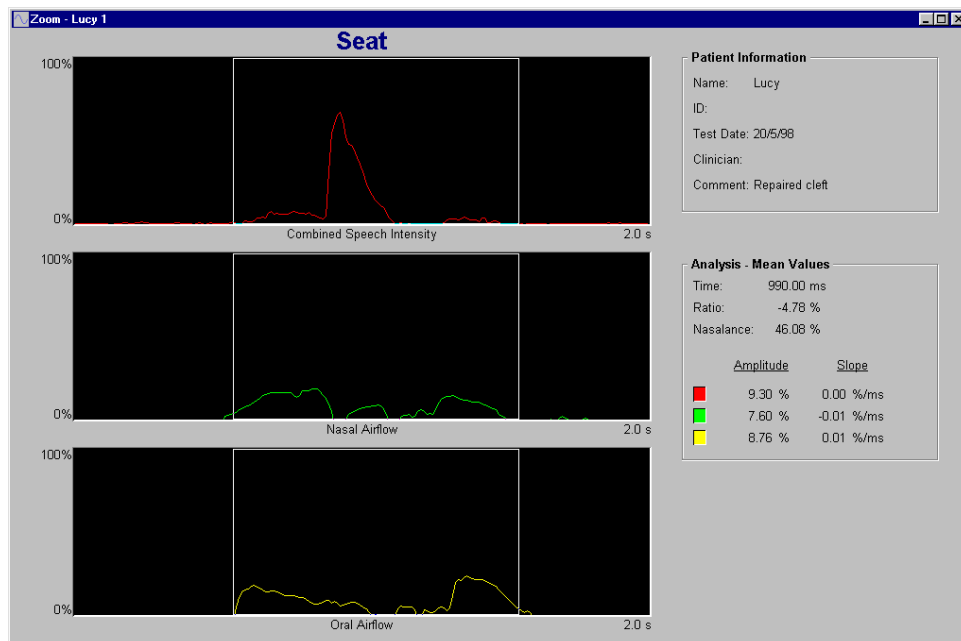 Zoom - Lucy 1
Seat
100%
0%
Combined Speech Intensity 2.0 s
100%
0%
Nasal Airflow 2.0 s
100%
0%
Oral Airflow 2.0 s
Patient Information
Name: Lucy
ID:
Test Date: 20/5/98
Clinician:
Comment: Repaired cleft
Analysis - Mean Values
Time: 990.00 ms
Ratio: -4.78 %
Nasalance: 46.08 %
Amplitude Slope
9.30 % 0.00 %/ms
7.60 % -0.01 %/ms
8.76 % 0.01 %/ms